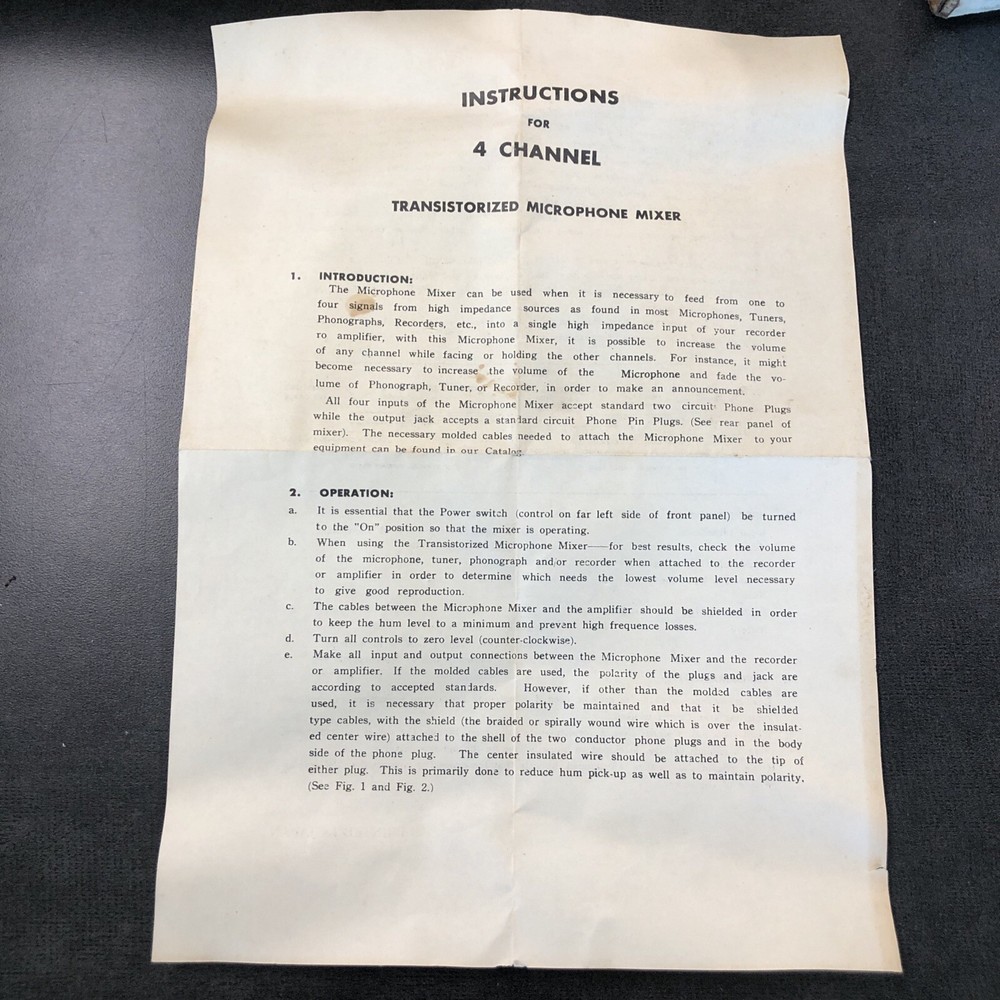 INSTRUCTIONS
FOR
4 CHANNEL
TRANSISTORIZED MICROPHONE MIXER
1. INTRODUCTION:
The Microphone Mixer can be used when it is necessary to feed from one to
four signals from high impedance sources as found in most Microphones, Tuners,
Phonographs, Recorders, etc., into a single high impedance input of your recorder
ro amplifier, with this Microphone Mixer, it is possible to increase the volume
of any channel while facing or holding the other channels. For instance, it might
become necessary to increase the volume of the Microphone and fade the vo-
lume of Phonograph, Tuner, or Recorder, in order to make an announcement.
All four inputs of the Microphone Mixer accept standard two circuit Phone Plugs
while the output jack accepts a standard circuit Phone Pin Plugs. (See rear panel of
mixer). The necessary molded cables needed to attach the Microphone Mixer to your
equipment can be found in our Catalog.
2. OPERATION:
a. It is essential that the Power switch (control on far left side of front panel) be turned
to the "On" position so that the mixer is operating.
b. When using the Transistorized Microphone Mixer——for best results, check the volume
of the microphone, tuner, phonograph and/or recorder when attached to the recorder
or amplifier in order to determine which needs the lowest volume level necessary
to give good reproduction.
c. The cables between the Microphone Mixer and the amplifier should be shielded in order
to keep the hum level to a minimum and prevent high frequence losses.
d. Turn all controls to zero level (counter-clockwise).
e. Make all input and output connections between the Microphone Mixer and the recorder
or amplifier. If the molded cables are used, the polarity of the plugs and jack are
according to accepted standards. However, if other than the molded cables are
used, it is necessary that proper polarity be maintained and that it be shielded
type cables, with the shield (the braided or spirally wound wire which is over the insulat-
ed center wire) attached to the shell of the two conductor phone plugs and in the body
side of the phone plug. The center insulated wire should be attached to the tip of
either plug. This is primarily done to reduce hum pick-up as well as to maintain polarity.
(See Fig. 1 and Fig. 2.)